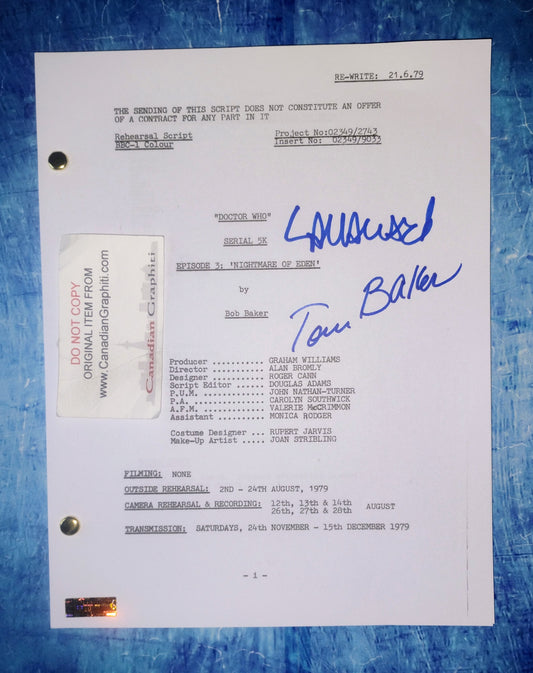 RE-WRITE: 21.6.79
THE SENDING OF THIS SCRIPT DOES NOT CONSTITUTE AN OFFER
OF A CONTRACT FOR ANY PART IN IT
Rehearsal Script Project No:02349/2743
BBC-1 Colour Insert No: 02349/9033
"DOCTOR WHO"
SERIAL 5K
EPISODE 3: 'NIGHTMARE OF EDEN'
by
Bob Baker
Tom Baker
DO NOT COPY
ORIGINAL ITEM FROM
www.CanadianGraphiti.com
Canadian Graphiti
Producer ........... GRAHAM WILLIAMS
Director ........... ALAN BROMLY
Designer ........... ROGER CANN
Script Editor ...... DOUGLAS ADAMS
P.U.M. ............. JOHN NATHAN-TURNER
P.A. ............... CAROLYN SOUTHWICK
A.F.M. ............. VALERIE McCRIMMON
Assistant .......... MONICA RODGER
Costume Designer ... RUPERT JARVIS
Make-Up Artist ..... JOAN STRIBLING
FILMING: NONE
OUTSIDE REHEARSAL: 2ND - 24TH AUGUST, 1979
CAMERA REHEARSAL & RECORDING: 12th, 13th & 14th
26th, 27th & 28th AUGUST
TRANSMISSION: SATURDAYS, 24th NOVEMBER - 15th DECEMBER 1979
- i -